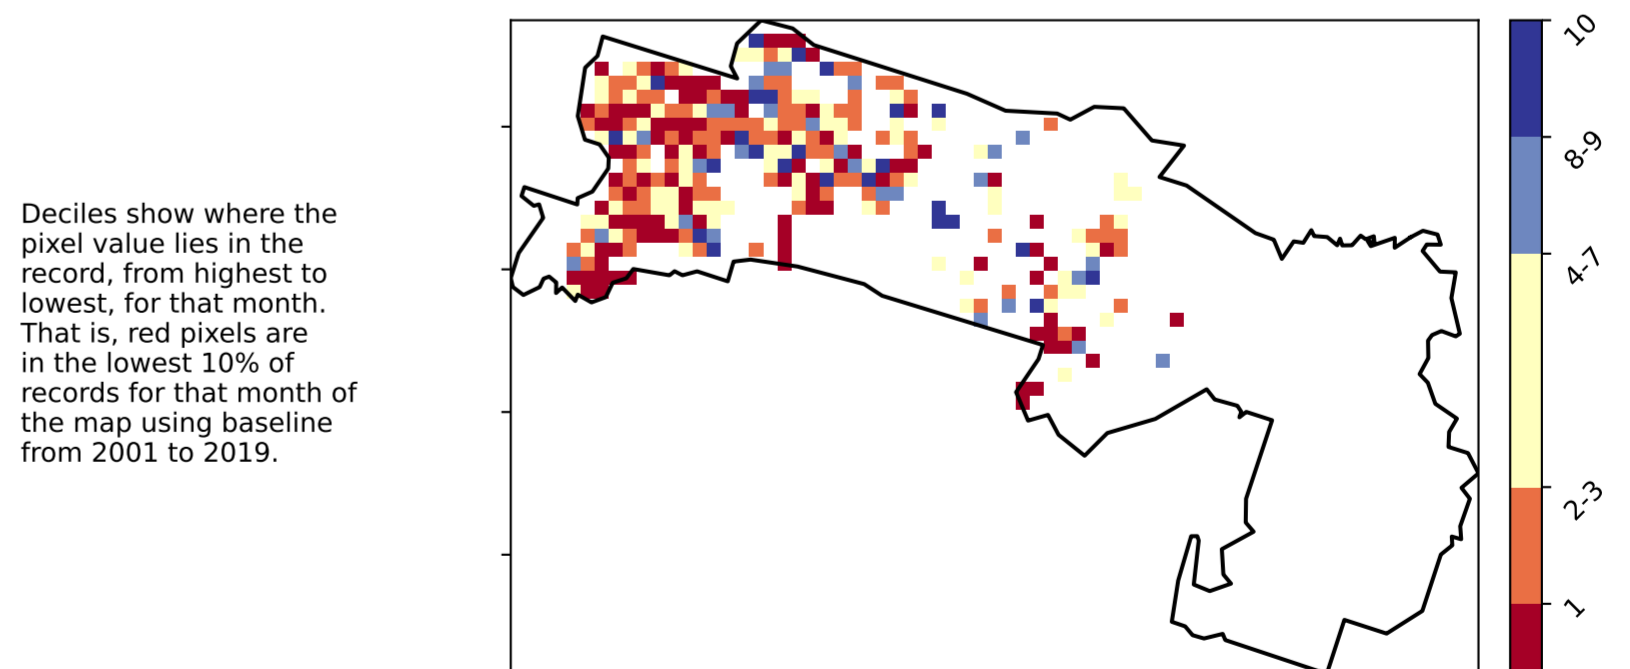 Deciles show where the
pixel value lies in the
record, from highest to
lowest, for that month.
That is, red pixels are
in the lowest 10% of
records for that month of
the map using baseline
from 2001 to 2019.
10
8-9
4-7
2-3
1